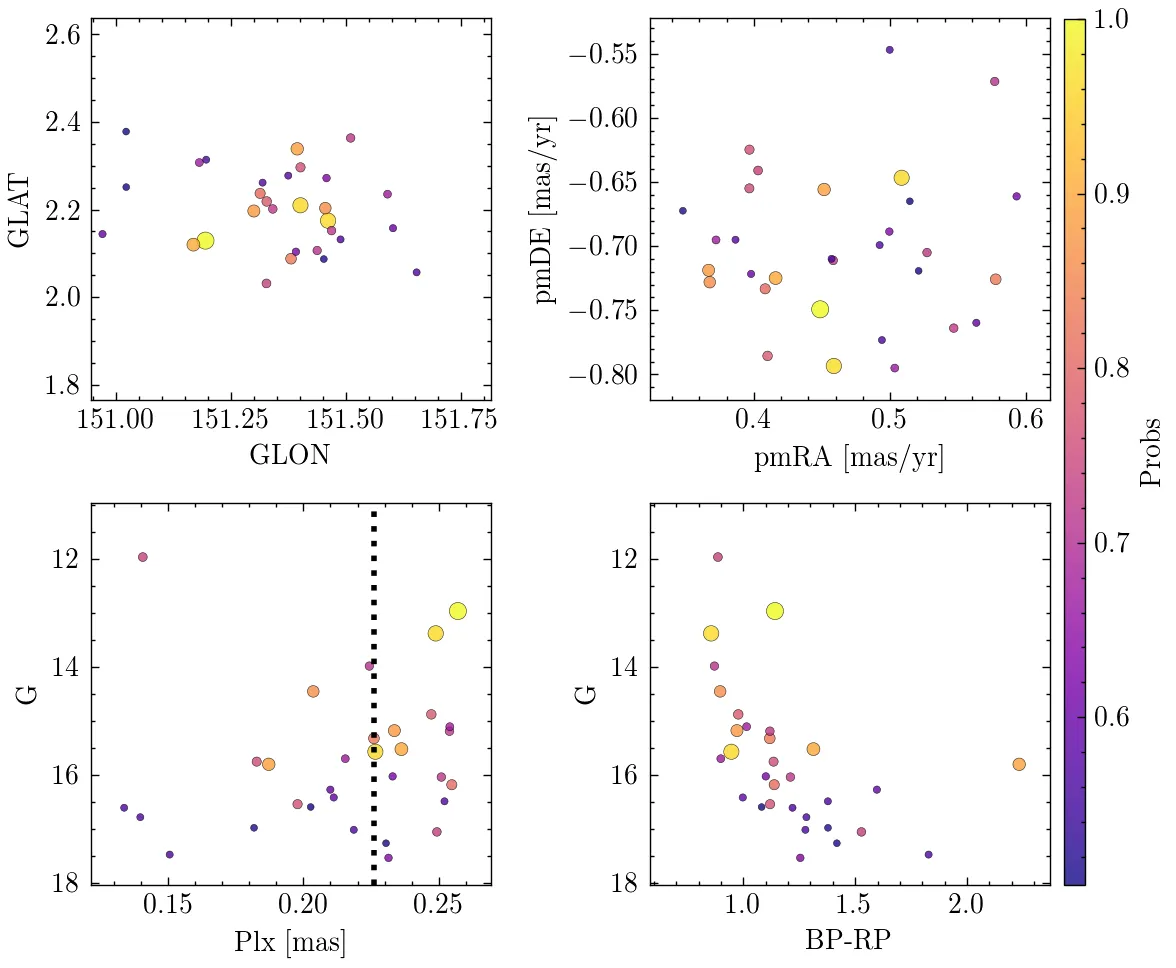 2.6
2.4
2.2
2.0
1.8
GLAT
151.00 151.25 151.50 151.75
GLON
−0.55
−0.60
−0.65
−0.70
−0.75
−0.80
pmDE [mas/yr]
0.4 0.5 0.6
pmRA [mas/yr]
12
14
16
18
G
0.15 0.20 0.25
Plx [mas]
12
14
16
18
G
1.0 1.5 2.0
BP-RP
1.0
0.9
0.8
0.7
0.6
Probs